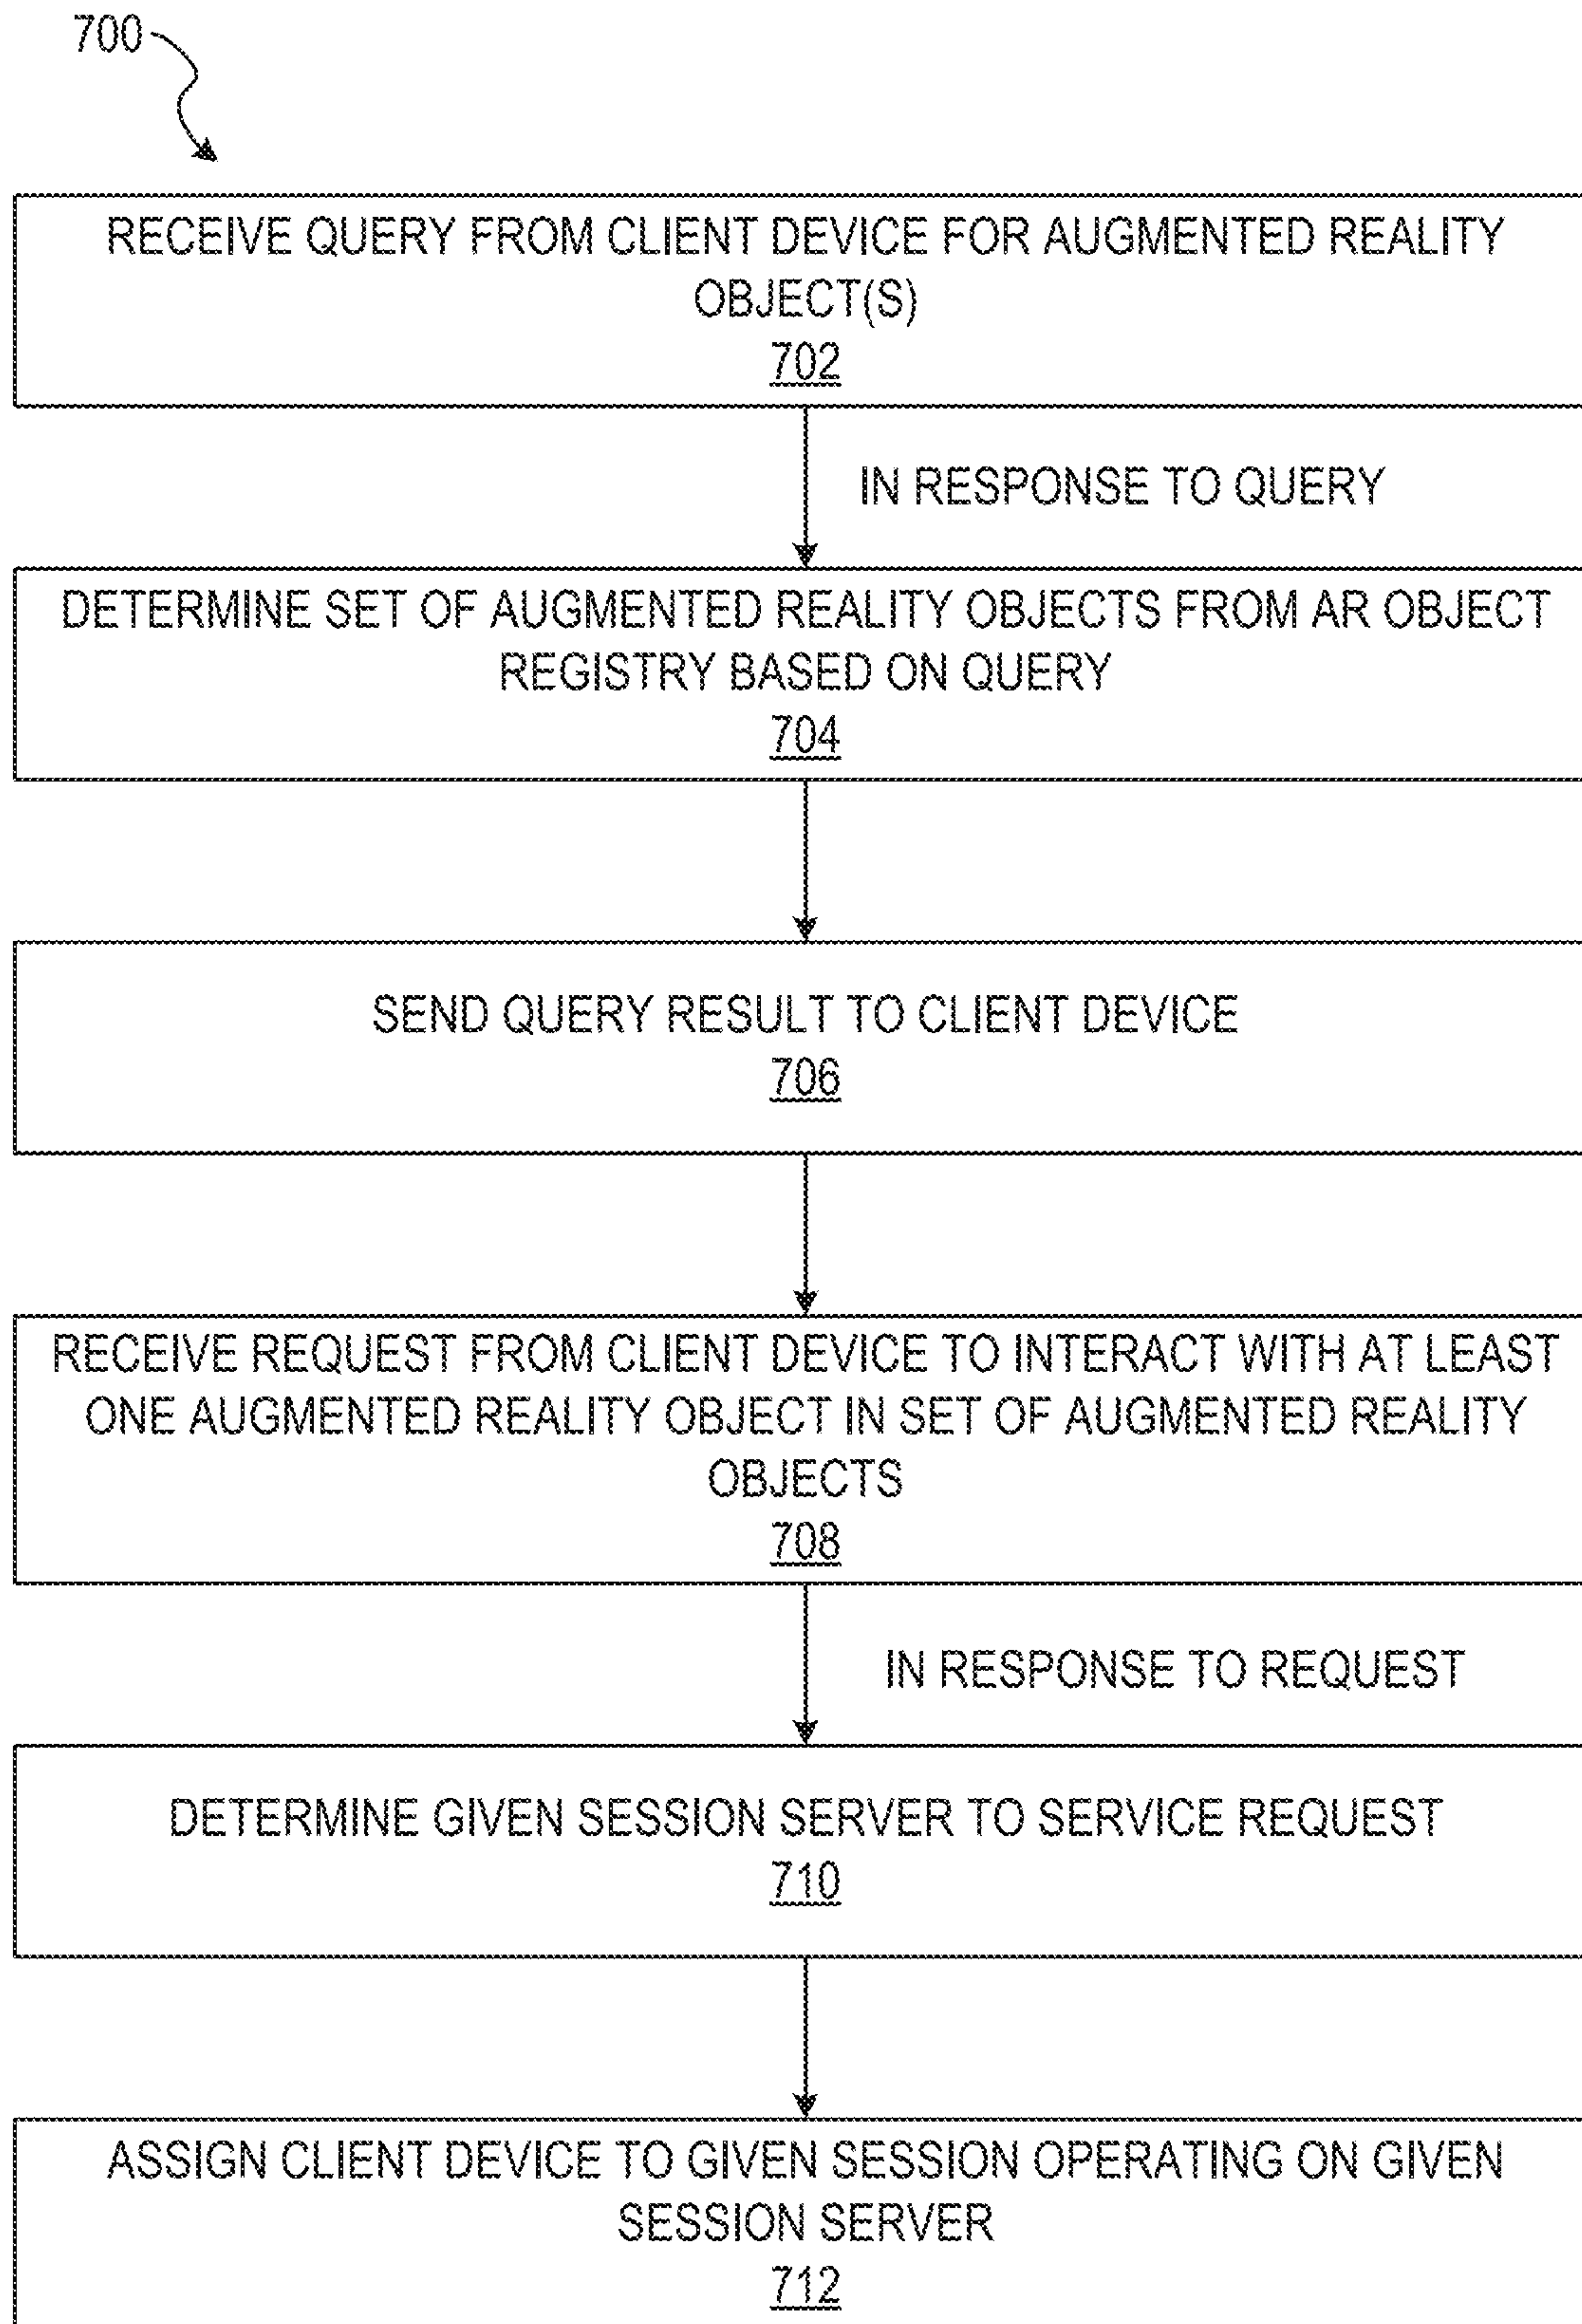 700
RECEIVE QUERY FROM CLIENT DEVICE FOR AUGMENTED REALITY
OBJECT(S)
702
IN RESPONSE TO QUERY
DETERMINE SET OF AUGMENTED REALITY OBJECTS FROM AR OBJECT
REGISTRY BASED ON QUERY
704
SEND QUERY RESULT TO CLIENT DEVICE
706
RECEIVE REQUEST FROM CLIENT DEVICE TO INTERACT WITH AT LEAST
ONE AUGMENTED REALITY OBJECT IN SET OF AUGMENTED REALITY
OBJECTS
708
IN RESPONSE TO REQUEST
DETERMINE GIVEN SESSION SERVER TO SERVICE REQUEST
710
ASSIGN CLIENT DEVICE TO GIVEN SESSION OPERATING ON GIVEN
SESSION SERVER
712